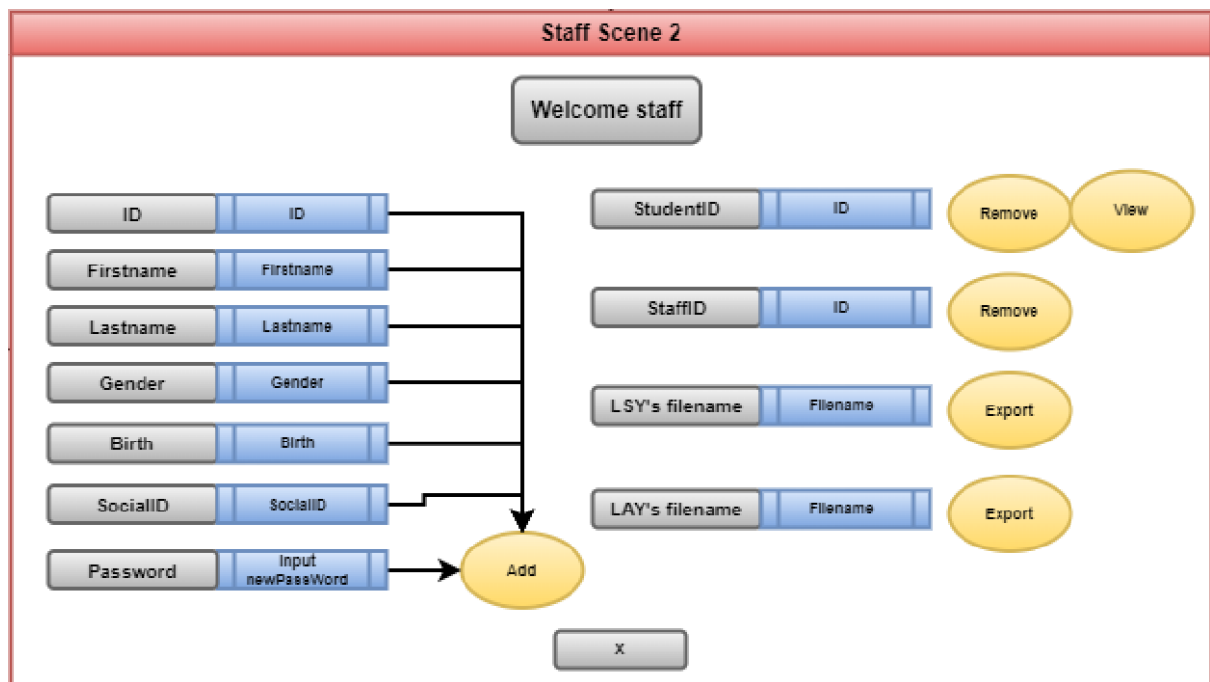 Staff Scene 2
Welcome staff
ID ID
Firstname Firstname
Lastname Lastname
Gender Gender
Birth Birth
SocialID SocialID
Password Input
newPassWord
Add
StudentID ID Remove View
StaffID ID Remove
LSY's filename Filename Export
LAY's filename Filename Export
X